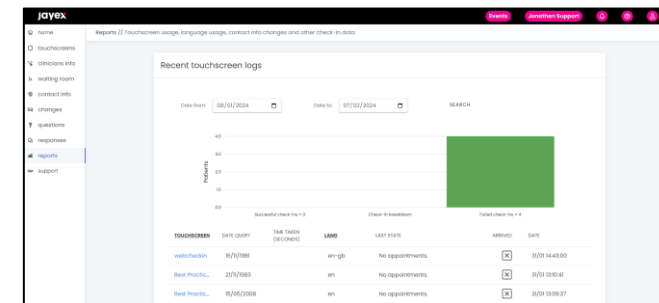 jayex
Events
Jonathan Support
home
Reports // Touchscreen usage, language usage, contact info changes and other check-in data
touchscreens
clinicians info
waiting room
contact info
changes
questions
responses
reports
support
Recent touchscreen logs
Date from: 08/01/2024
Date to: 07/02/2024
SEARCH
Patients
4.0
3.0
2.0
1.0
0.0
Successful check-ins = 0
Check-in breakdown
Failed check-ins = 4
TOUCHSCREEN DATE QUERY TIME TAKEN (SECONDS) LANG LAST STATE ARRIVED DATE
webcheckin 16/11/1981 en-gb No appointments. 31/01 14:43:00
Best Practic... 21/11/1983 en No appointments. 31/01 13:10:41
Best Practic... 15/05/2008 en No appointments. 31/01 13:09:37